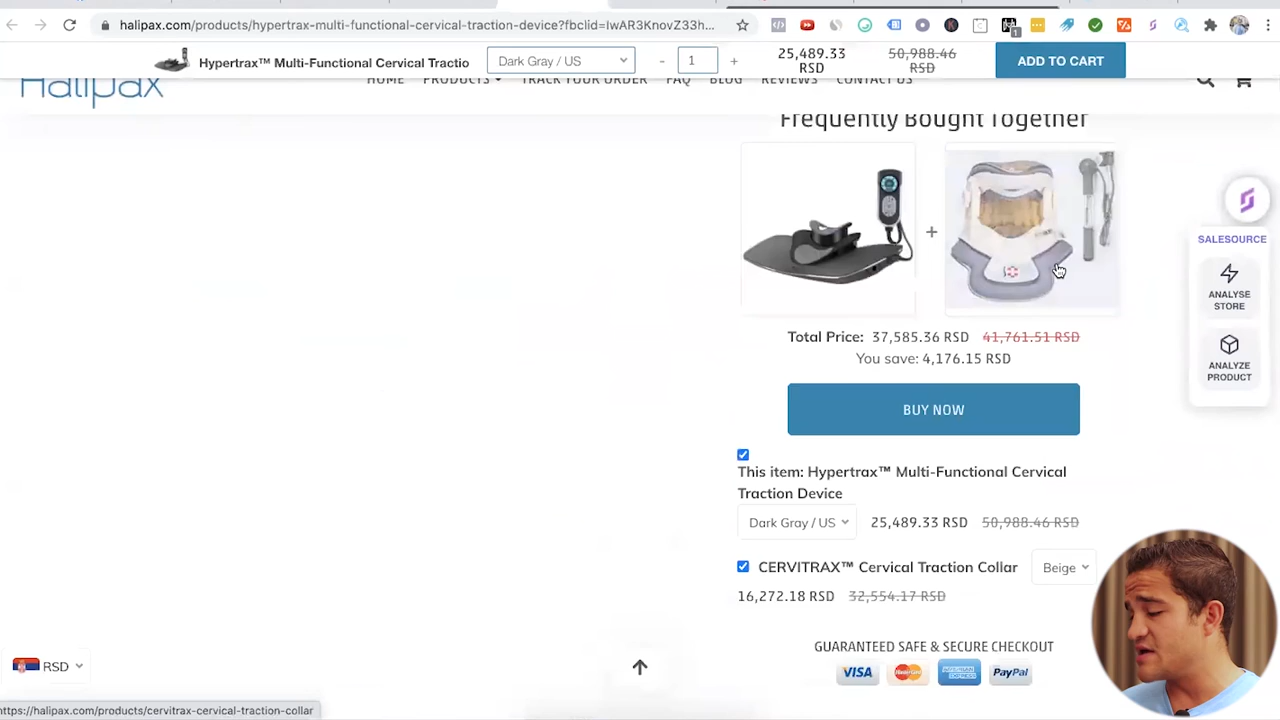 halipax.com/products/hypertrax-multi-functional-cervical-traction-device?fbclid=IwAR3KnovZ33h...
1
Hypertrax™ Multi-Functional Cervical Tractio
Dark Gray / US
- 1 +
25,489.33 RSD
50,988.46 RSD
ADD TO CART
Halipax
HOME PRODUCTS TRACK YOUR ORDER FAQ BLOG REVIEWS CONTACT US
Frequently Bought Together
+
SALESOURCE
ANALYSE STORE
ANALYZE PRODUCT
Total Price: 37,585.36 RSD 41,761.51 RSD
You save: 4,176.15 RSD
BUY NOW
This item: Hypertrax™ Multi-Functional Cervical
Traction Device
Dark Gray / US 25,489.33 RSD 50,988.46 RSD
CERVITRAX™ Cervical Traction Collar Beige
16,272.18 RSD 32,554.17 RSD
GUARANTEED SAFE & SECURE CHECKOUT
VISA MasterCard AMERICAN EXPRESS PayPal
RSD
https://halipax.com/products/cervitrax-cervical-traction-collar